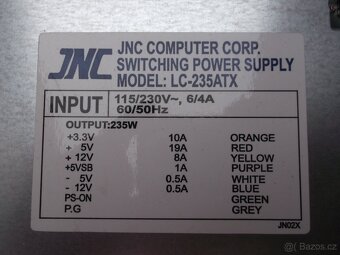 JNC
JNC COMPUTER CORP.
SWITCHING POWER SUPPLY
MODEL: LC-235ATX
INPUT 115/230V~, 6/4A
60/50Hz
OUTPUT:235W
+3.3V 10A ORANGE
+ 5V 19A RED
+ 12V 8A YELLOW
+5VSB 1A PURPLE
- 5V 0.5A WHITE
- 12V 0.5A BLUE
PS-ON GREEN
P.G GREY
JN02X
Bazoš.cz